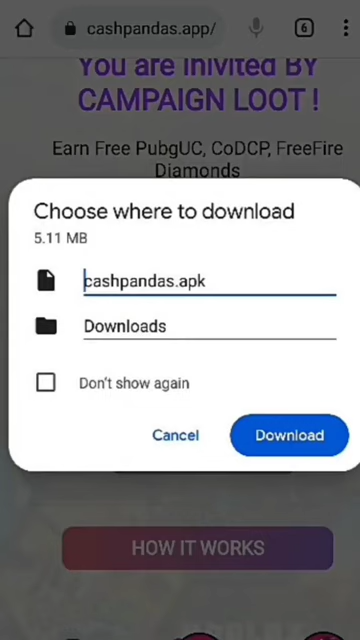 cashpandas.app/
6
You are Invited BY
CAMPAIGN LOOT !
Earn Free PubgUC, CoDCP, FreeFire
Diamonds
Choose where to download
5.11 MB
cashpandas.apk
Downloads
Don't show again
Cancel
Download
HOW IT WORKS